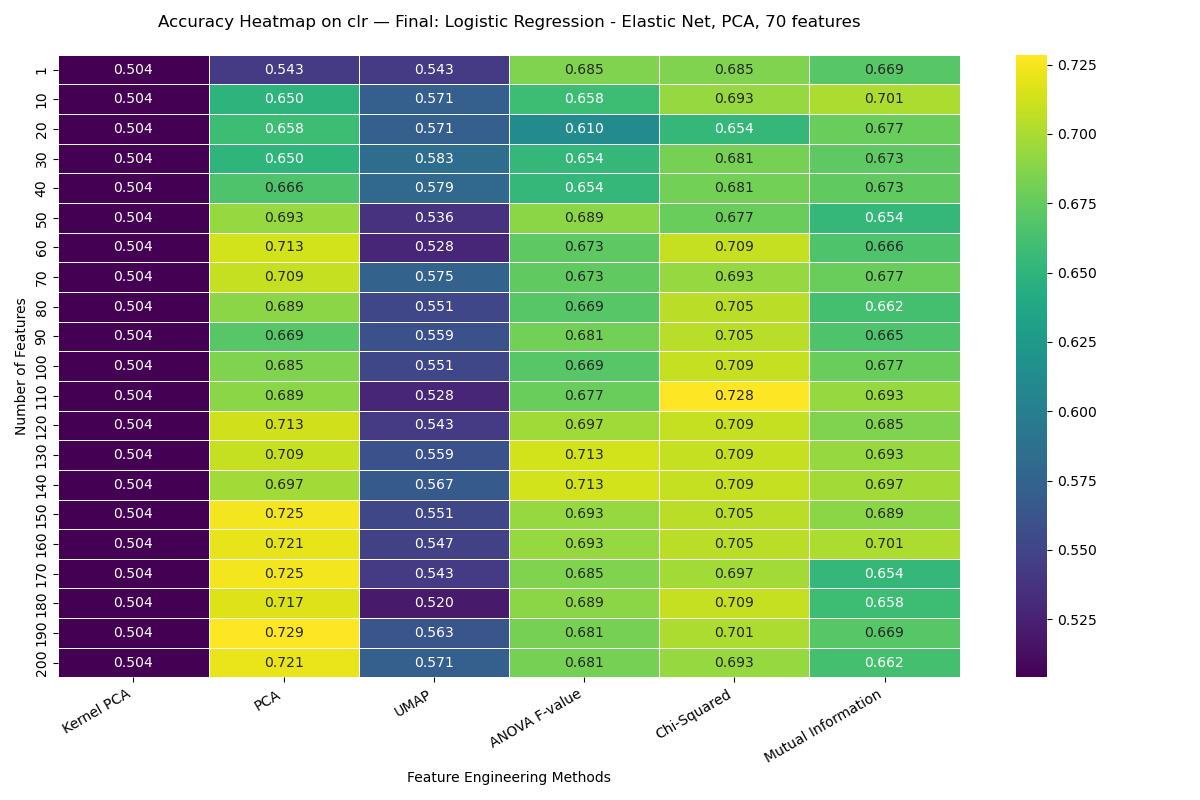 Accuracy Heatmap on clr — Final: Logistic Regression - Elastic Net, PCA, 70 features
Number of Features
1 0.504 0.543 0.543 0.685 0.685 0.669
10 0.504 0.650 0.571 0.658 0.693 0.701
20 0.504 0.658 0.571 0.610 0.654 0.677
30 0.504 0.650 0.583 0.654 0.681 0.673
40 0.504 0.666 0.579 0.654 0.681 0.673
50 0.504 0.693 0.536 0.689 0.677 0.654
60 0.504 0.713 0.528 0.673 0.709 0.666
70 0.504 0.709 0.575 0.673 0.693 0.677
80 0.504 0.689 0.551 0.669 0.705 0.662
90 0.504 0.669 0.559 0.681 0.705 0.665
100 0.504 0.685 0.551 0.669 0.709 0.677
110 0.504 0.689 0.528 0.677 0.728 0.693
120 0.504 0.713 0.543 0.697 0.709 0.685
130 0.504 0.709 0.559 0.713 0.709 0.693
140 0.504 0.697 0.567 0.713 0.709 0.697
150 0.504 0.725 0.551 0.693 0.705 0.689
160 0.504 0.721 0.547 0.693 0.705 0.701
170 0.504 0.725 0.543 0.685 0.697 0.654
180 0.504 0.717 0.520 0.689 0.709 0.658
190 0.504 0.729 0.563 0.681 0.701 0.669
200 0.504 0.721 0.571 0.681 0.693 0.662
Kernel PCA PCA UMAP ANOVA F-value Chi-Squared Mutual Information
Feature Engineering Methods
0.725
0.700
0.675
0.650
0.625
0.600
0.575
0.550
0.525